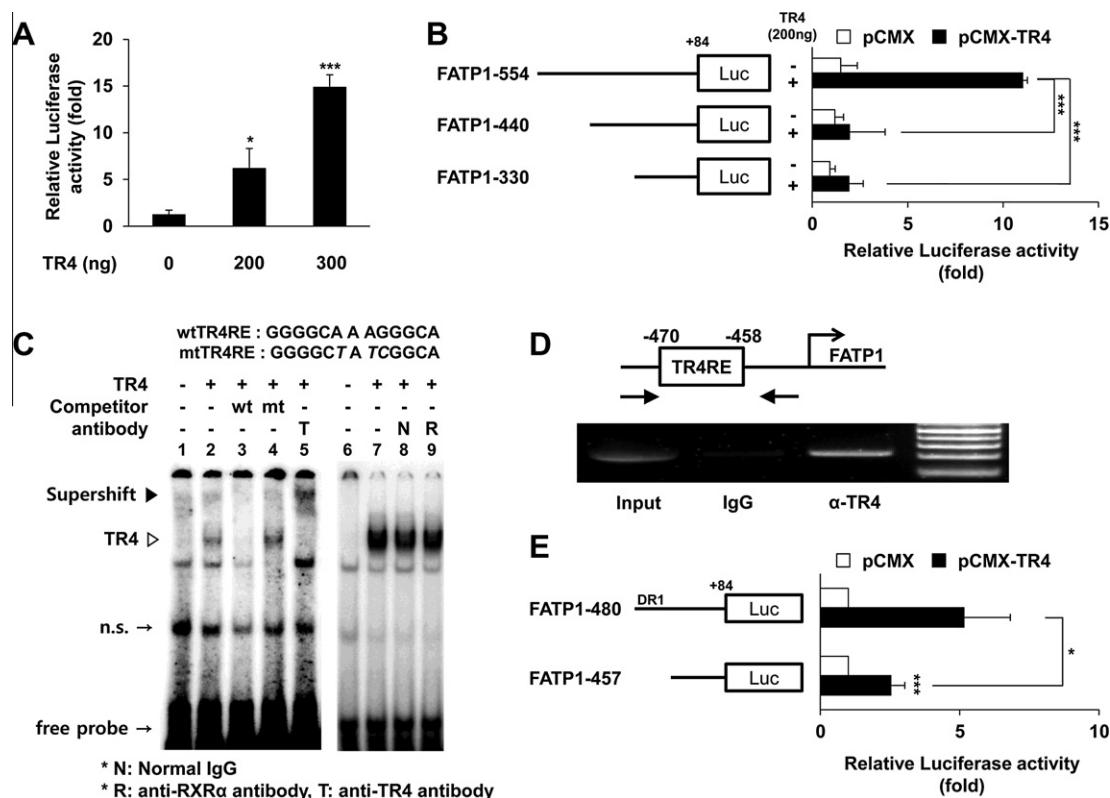 A
Relative Luciferase
activity (fold)
20
15
10
5
0
*
***
TR4 (ng)
0 200 300
B
TR4
(200ng)
pCMX pCMX-TR4
+84
FATP1-554 Luc - +
FATP1-440 Luc - +
FATP1-330 Luc - +
***
***
0 5 10 15
Relative Luciferase activity
(fold)
C
wtTR4RE : GGGGCA A AGGGCA
mtTR4RE : GGGGCT A TCGGCA
TR4 - + + + + - + + +
Competitor - - wt mt - - - - -
antibody - - - - T - - N R
1 2 3 4 5 6 7 8 9
Supershift
TR4
n.s. →
free probe →
* N: Normal IgG
* R: anti-RXRα antibody, T: anti-TR4 antibody
D
-470 -458
TR4RE
FATP1
Input IgG α-TR4
E
pCMX pCMX-TR4
+84
DR1
FATP1-480 Luc
FATP1-457 Luc
***
*
0 5 10
Relative Luciferase activity
(fold)